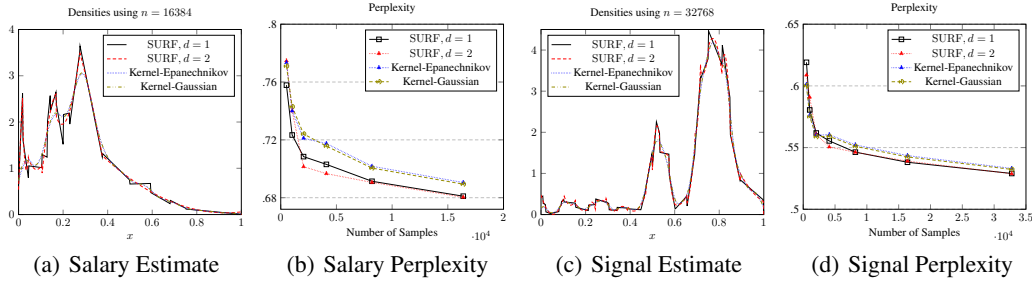 Densities using n = 16384
SURF, d = 1
SURF, d = 2
Kernel-Epanechnikov
Kernel-Gaussian
4
3
2
1
0
0 0.2 0.4 0.6 0.8 1
x
(a) Salary Estimate
Perplexity
SURF, d = 1
SURF, d = 2
Kernel-Epanechnikov
Kernel-Gaussian
.76
.72
.68
0 0.5 1 1.5 2
·10⁴
Number of Samples
(b) Salary Perplexity
Densities using n = 32768
SURF, d = 1
SURF, d = 2
Kernel-Epanechnikov
Kernel-Gaussian
4
3
2
1
0
0 0.2 0.4 0.6 0.8 1
x
(c) Signal Estimate
Perplexity
SURF, d = 1
SURF, d = 2
Kernel-Epanechnikov
Kernel-Gaussian
.65
.6
.55
.5
0 0.5 1 1.5 2 2.5 3 3.5
·10⁴
Number of Samples
(d) Signal Perplexity